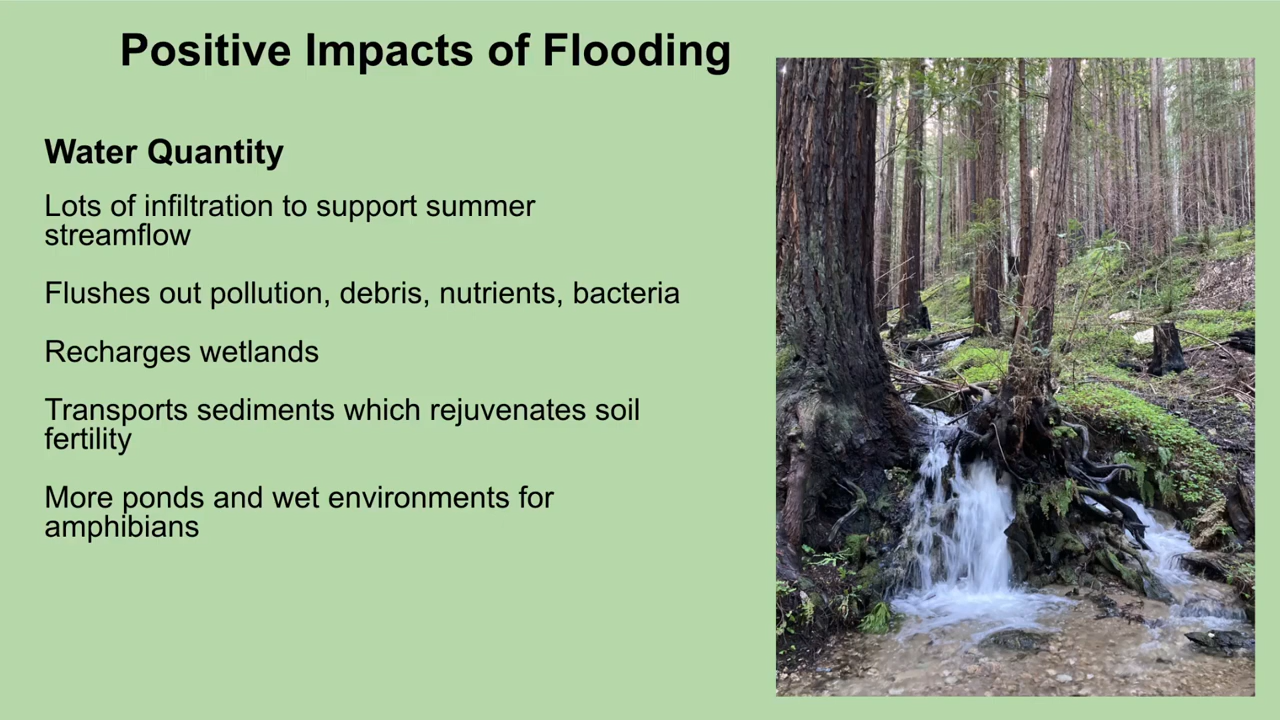 Positive Impacts of Flooding
Water Quantity
Lots of infiltration to support summer
streamflow
Flushes out pollution, debris, nutrients, bacteria
Recharges wetlands
Transports sediments which rejuvenates soil
fertility
More ponds and wet environments for
amphibians